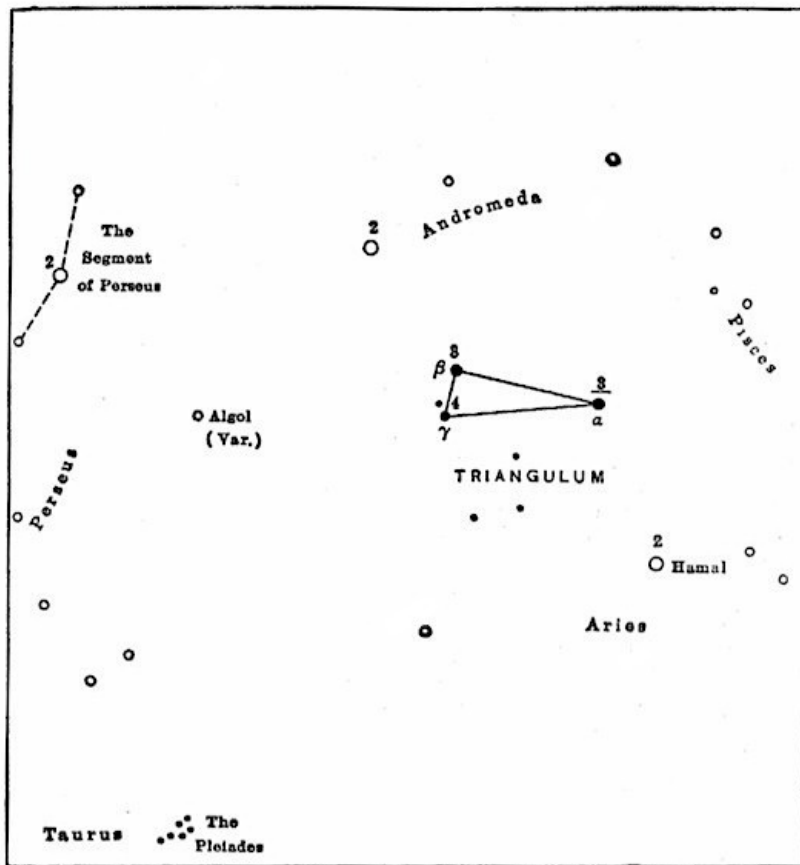 Andromeda
2
The
Segment
of Perseus
2
Pisces
3
β
3
4
α
γ
Algol
(Var.)
TRIANGULUM
Perseus
2
Hamal
Aries
The
Pleiades
Taurus